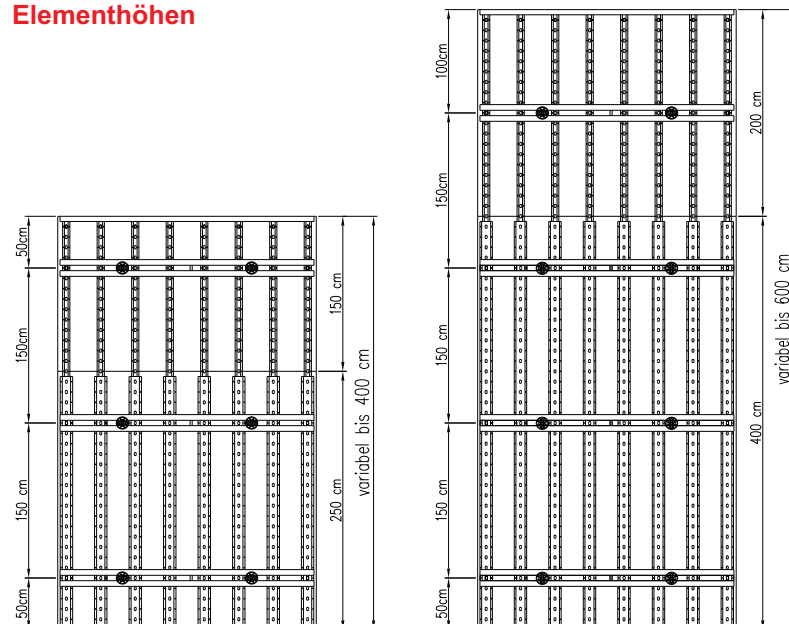 Elementhöhen
50cm
150cm
150 cm
50cm
150 cm
250 cm
variabel bis 400 cm
100cm
150cm
150 cm
150 cm
50cm
200 cm
400 cm
variabel bis 600 cm